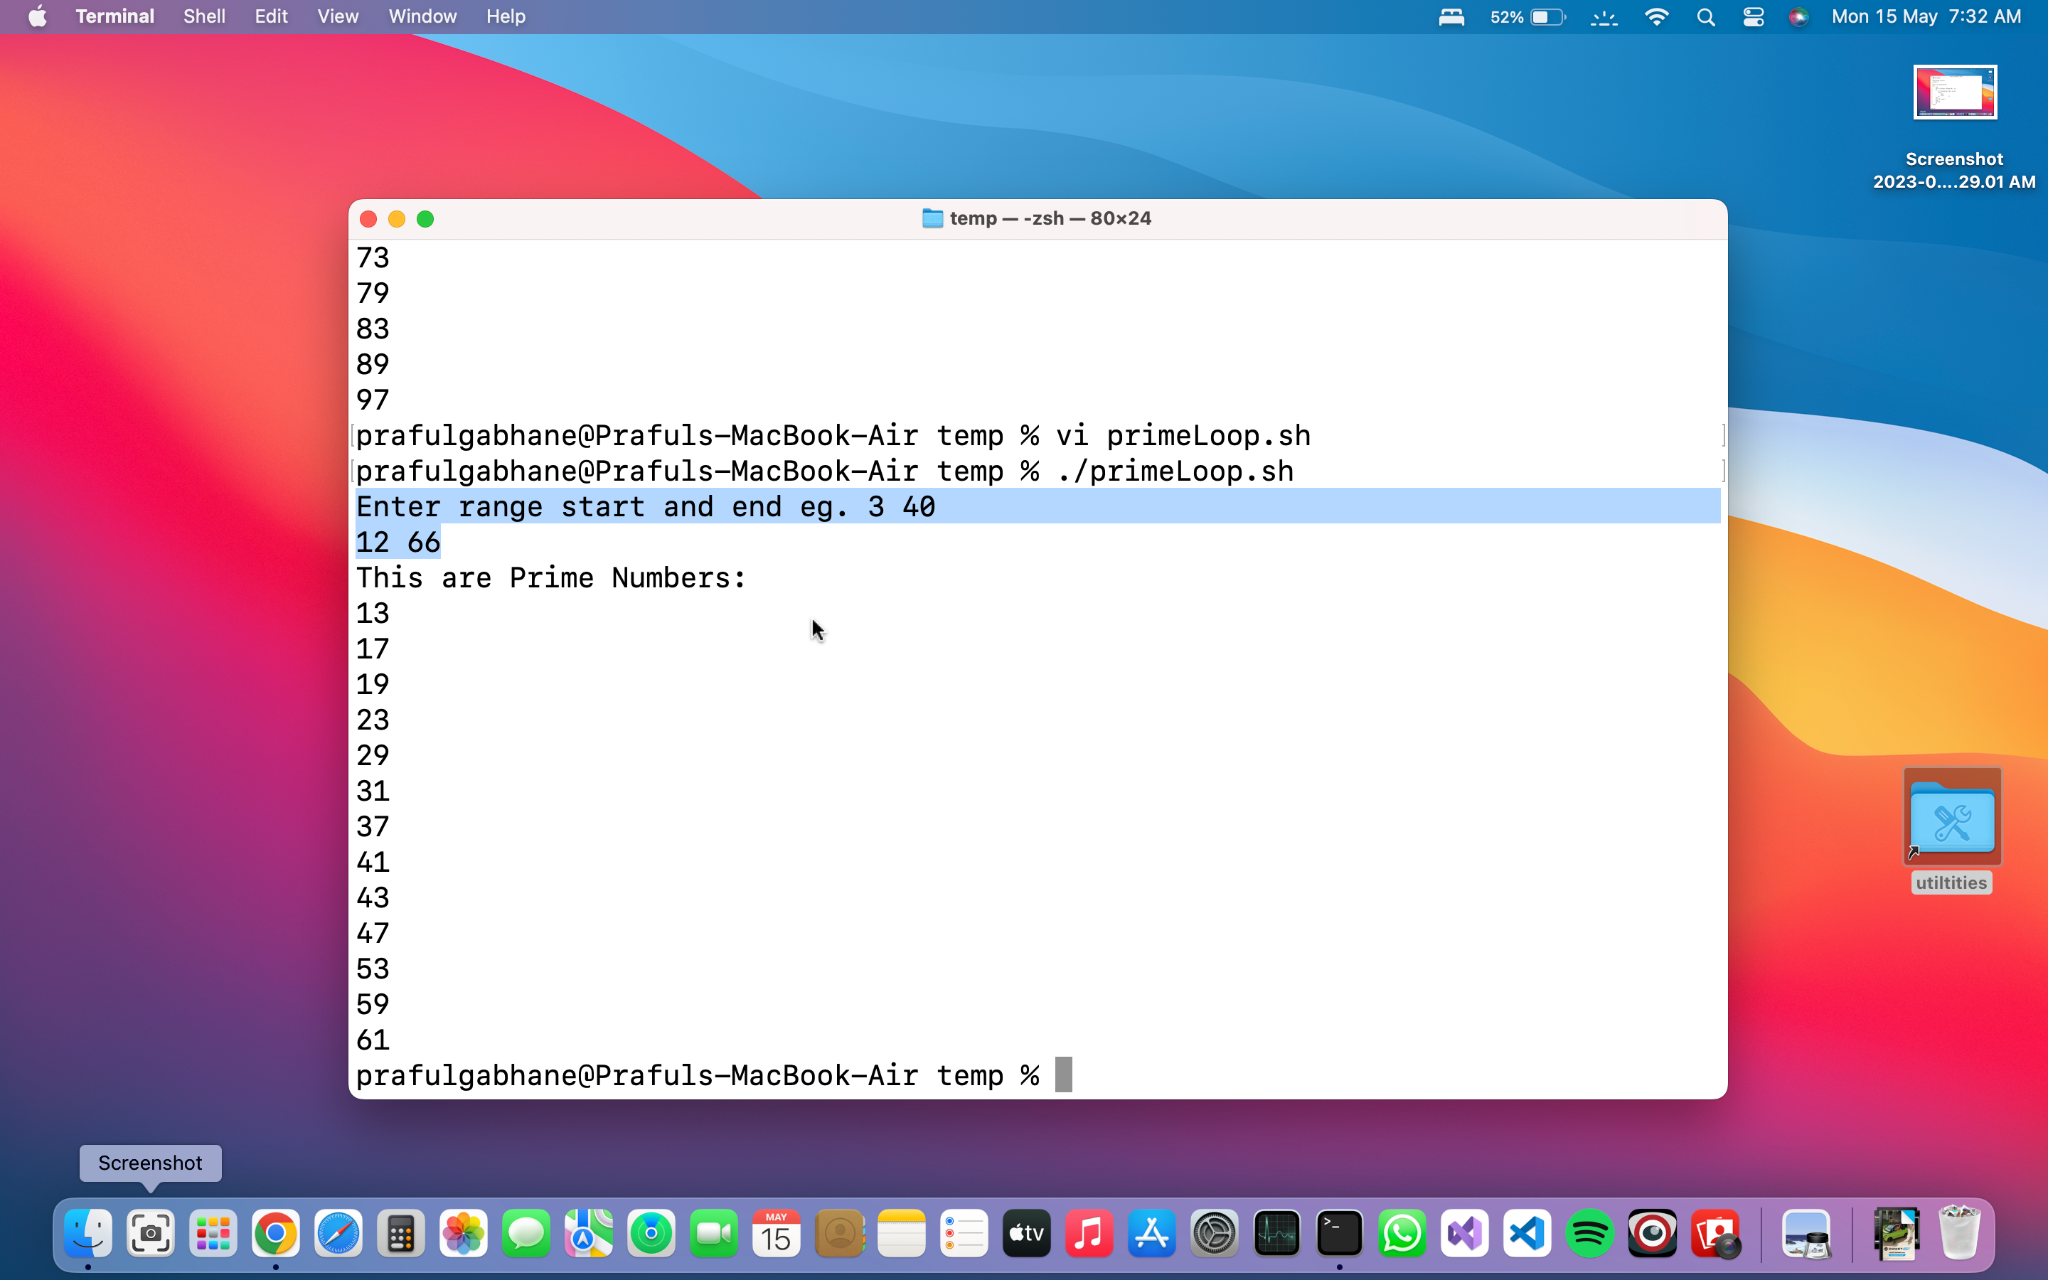 Terminal Shell Edit View Window Help 52% Mon 15 May 7:32 AM
Screenshot
2023-0....29.01 AM
temp — -zsh — 80×24
73
79
83
89
97
prafulgabhane@Prafuls-MacBook-Air temp % vi primeLoop.sh
prafulgabhane@Prafuls-MacBook-Air temp % ./primeLoop.sh
Enter range start and end eg. 3 40
12 66
This are Prime Numbers:
13
17
19
23
29
31
37
41
43
47
53
59
61
prafulgabhane@Prafuls-MacBook-Air temp %
utiltities
Screenshot
MAY
15
tv
>_